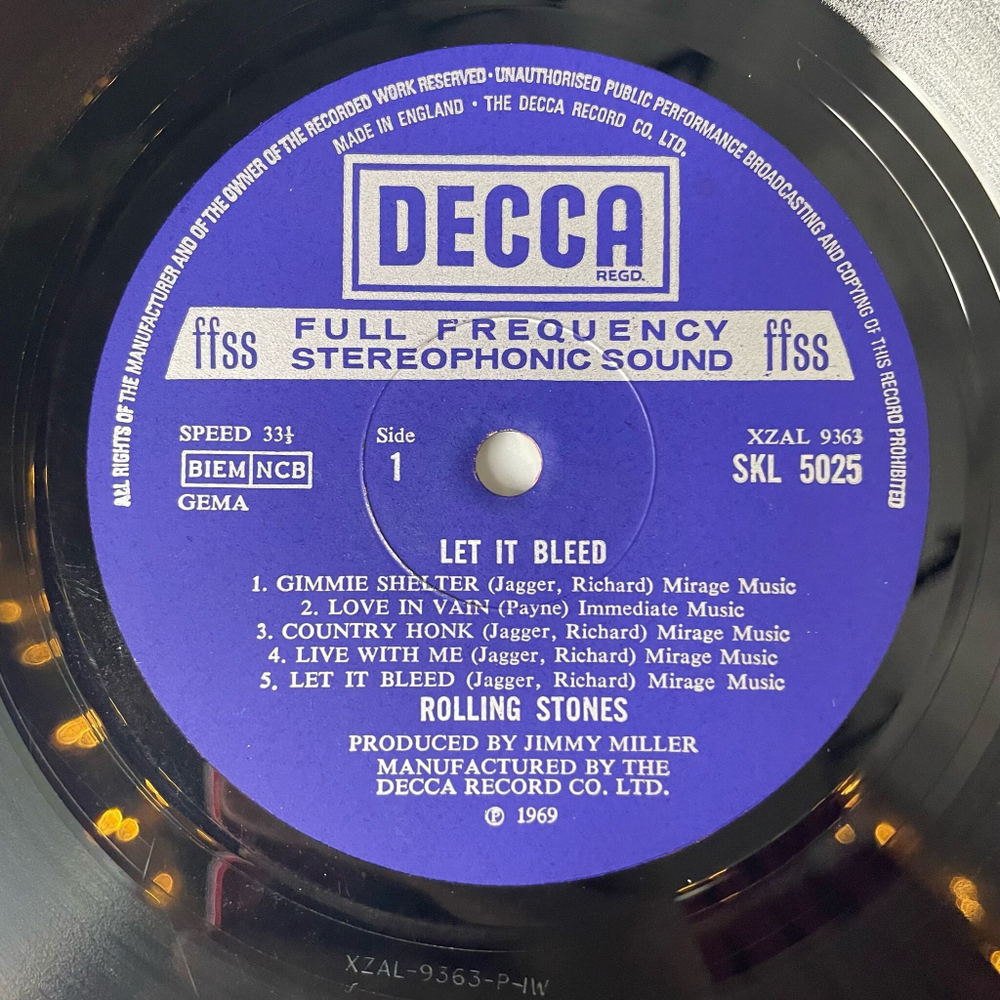 ALL RIGHTS OF THE MANUFACTURER AND OF THE OWNER OF THE RECORDED WORK RESERVED · UNAUTHORISED PUBLIC PERFORMANCE BROADCASTING AND COPYING OF THIS RECORD PROHIBITED
MADE IN ENGLAND · THE DECCA RECORD CO. LTD.
DECCA
REGD.
ffss FULL FREQUENCY STEREOPHONIC SOUND ffss
SPEED 33⅓
BIEM NCB
GEMA
Side
1
XZAL 9363
SKL 5025
LET IT BLEED
1. GIMMIE SHELTER (Jagger, Richard) Mirage Music
2. LOVE IN VAIN (Payne) Immediate Music
3. COUNTRY HONK (Jagger, Richard) Mirage Music
4. LIVE WITH ME (Jagger, Richard) Mirage Music
5. LET IT BLEED (Jagger, Richard) Mirage Music
ROLLING STONES
PRODUCED BY JIMMY MILLER
MANUFACTURED BY THE
DECCA RECORD CO. LTD.
℗ 1969
XZAL-9363-P-1W